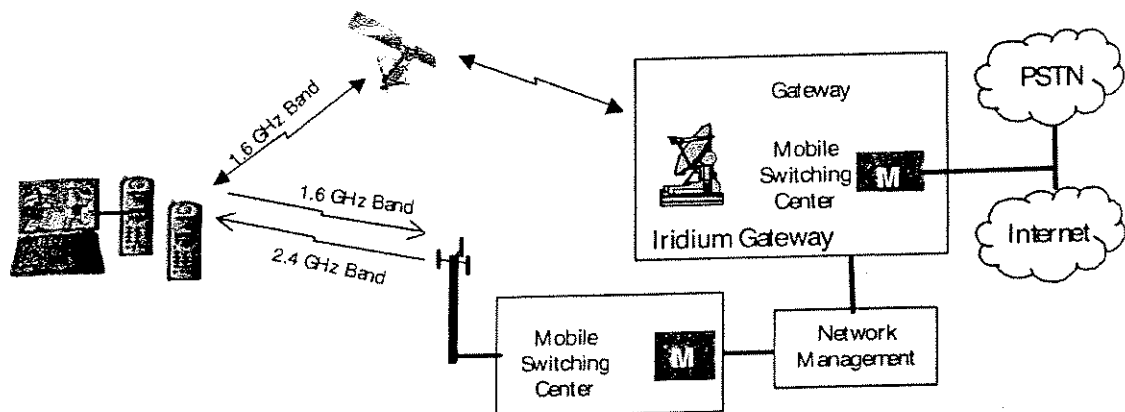 PSTN
Gateway
1.6 GHz Band
Mobile
Switching
Center
M
1.6 GHz Band
Iridium Gateway
Internet
2.4 GHz Band
Mobile
Switching
Center
M
Network
Management